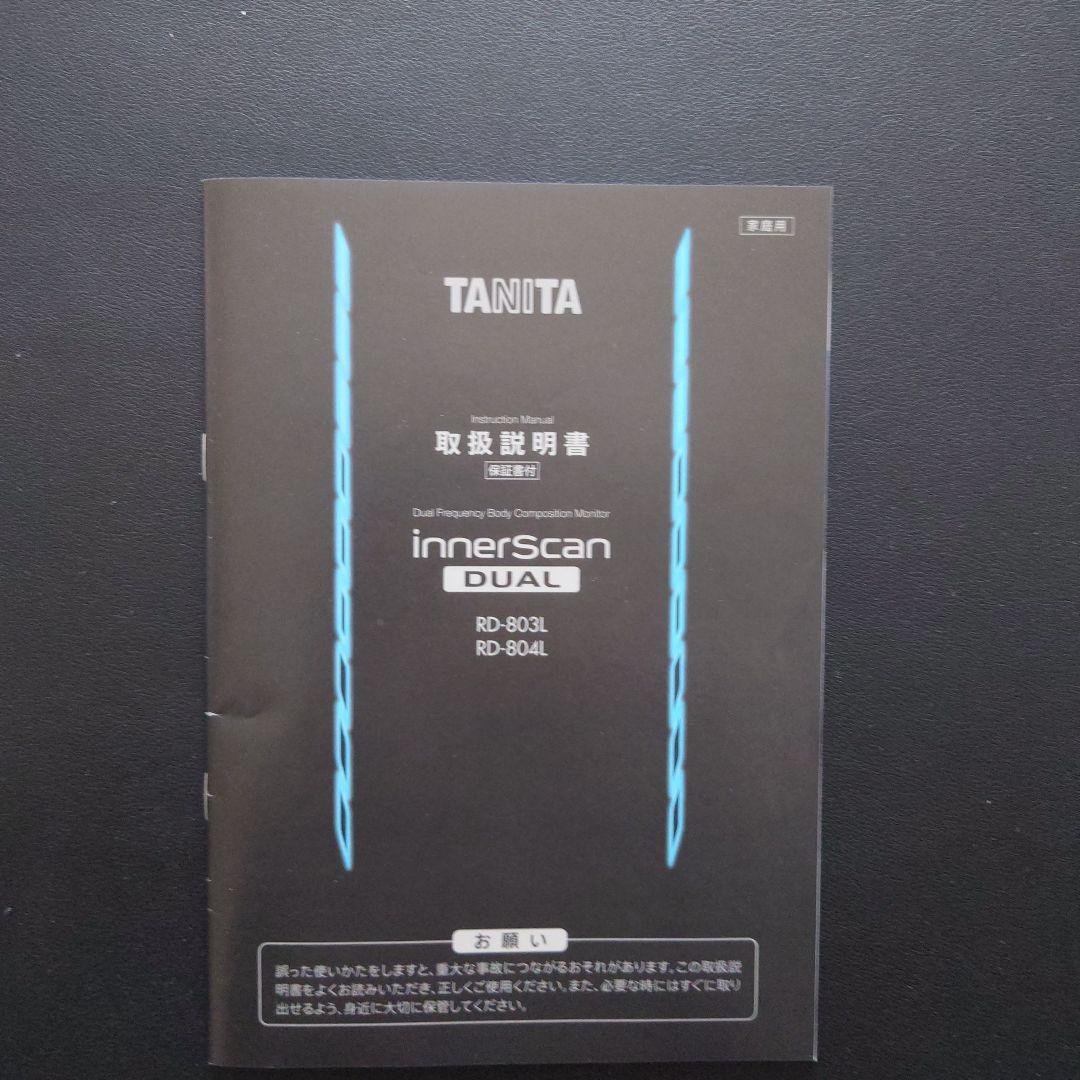 家庭用
TANITA
Instruction Manual
取扱説明書
保証書付
Dual Frequency Body Composition Monitor
innerScan
DUAL
RD-803L
RD-804L
お願い
誤った使いかたをしますと、重大な事故につながるおそれがあります。この取扱説
明書をよくお読みいただき、正しくご使用ください。また、必要な時にはすぐに取り
出せるよう、身近に大切に保管してください。